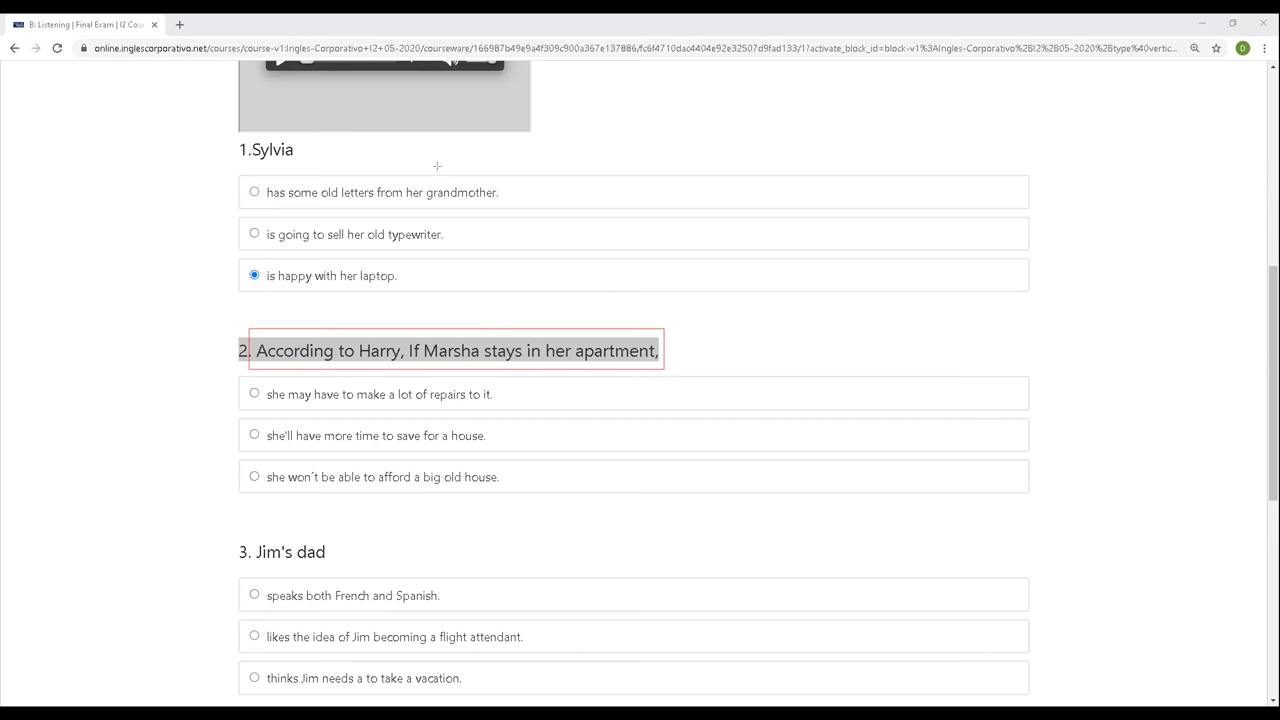 B: Listening | Final Exam | I2 Cou
online.inglescorporativo.net/courses/course-v1:Ingles-Corporativo+I2+05-2020/courseware/166987b49e9a4f309c900a367e137886/fc6f4710dac4404e92e32507d9fad133/1?activate_block_id=block-v1%3AIngles-Corporativo%2BI2%2B05-2020%2Btype%40vertic...
D
1.Sylvia
has some old letters from her grandmother.
is going to sell her old typewriter.
is happy with her laptop.
2. According to Harry, If Marsha stays in her apartment,
she may have to make a lot of repairs to it.
she'll have more time to save for a house.
she won´t be able to afford a big old house.
3. Jim's dad
speaks both French and Spanish.
likes the idea of Jim becoming a flight attendant.
thinks Jim needs a to take a vacation.